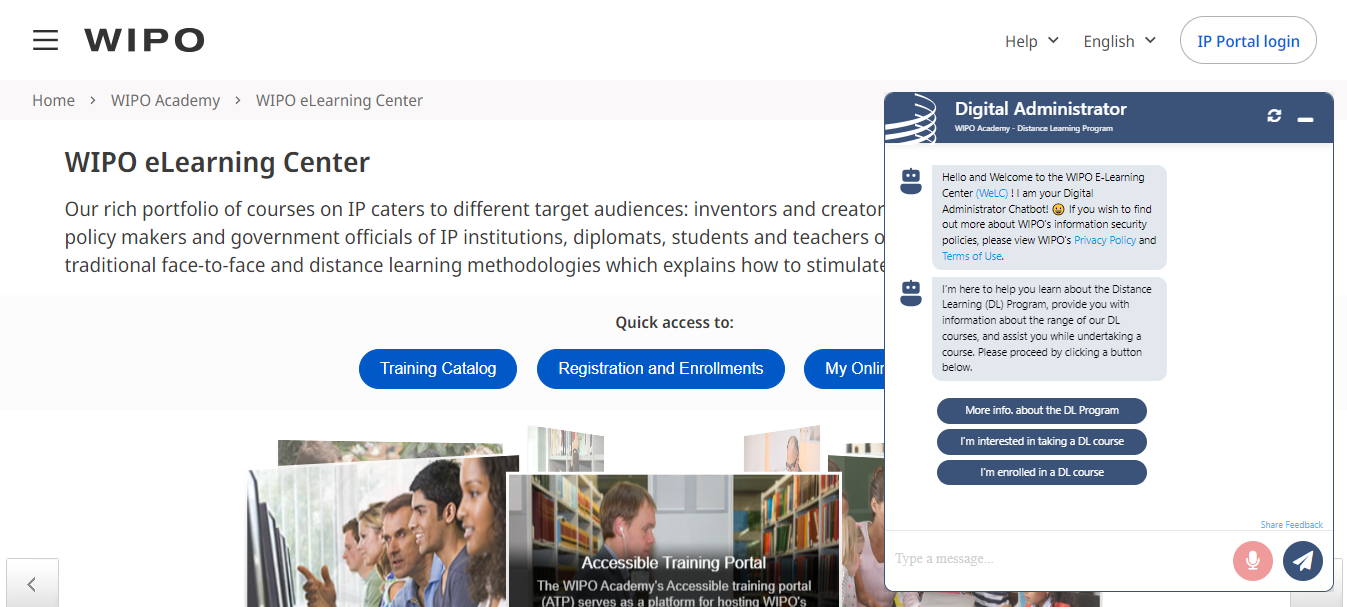 WIPO
Help
English
IP Portal login
Home > WIPO Academy > WIPO eLearning Center
WIPO eLearning Center
Our rich portfolio of courses on IP caters to different target audiences: inventors and creator
policy makers and government officials of IP institutions, diplomats, students and teachers o
traditional face-to-face and distance learning methodologies which explains how to stimulate
Quick access to:
Training Catalog
Registration and Enrollments
My Onlin
Accessible Training Portal
The WIPO Academy's Accessible training portal
(ATP) serves as a platform for hosting WIPO's
Digital Administrator
WIPO Academy - Distance Learning Program
Hello and Welcome to the WIPO E-Learning
Center (WeLC) ! I am your Digital
Administrator Chatbot! 😀 If you wish to find
out more about WIPO's information security
policies, please view WIPO's Privacy Policy and
Terms of Use.
I'm here to help you learn about the Distance
Learning (DL) Program, provide you with
information about the range of our DL
courses, and assist you while undertaking a
course. Please proceed by clicking a button
below.
More info. about the DL Program
I'm interested in taking a DL course
I'm enrolled in a DL course
Share Feedback
Type a message...